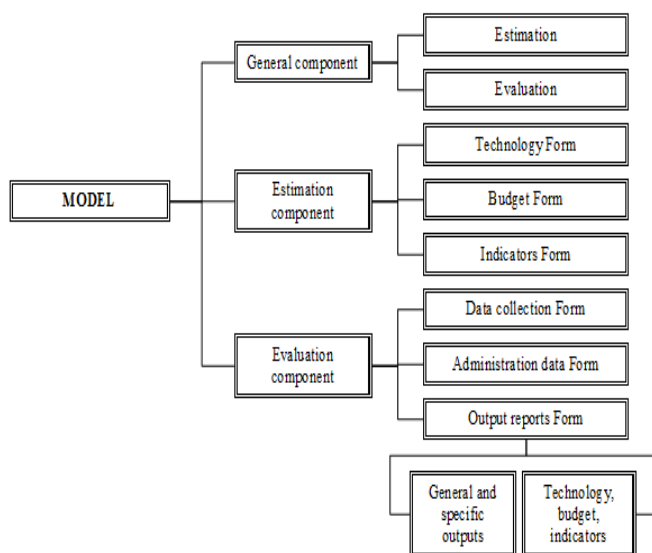 MODEL
General component
Estimation
Evaluation
Estimation
component
Technology Form
Budget Form
Indicators Form
Evaluation
component
Data collection Form
Administration data Form
Output reports Form
General and
specific
outputs
Technology,
budget,
indicators